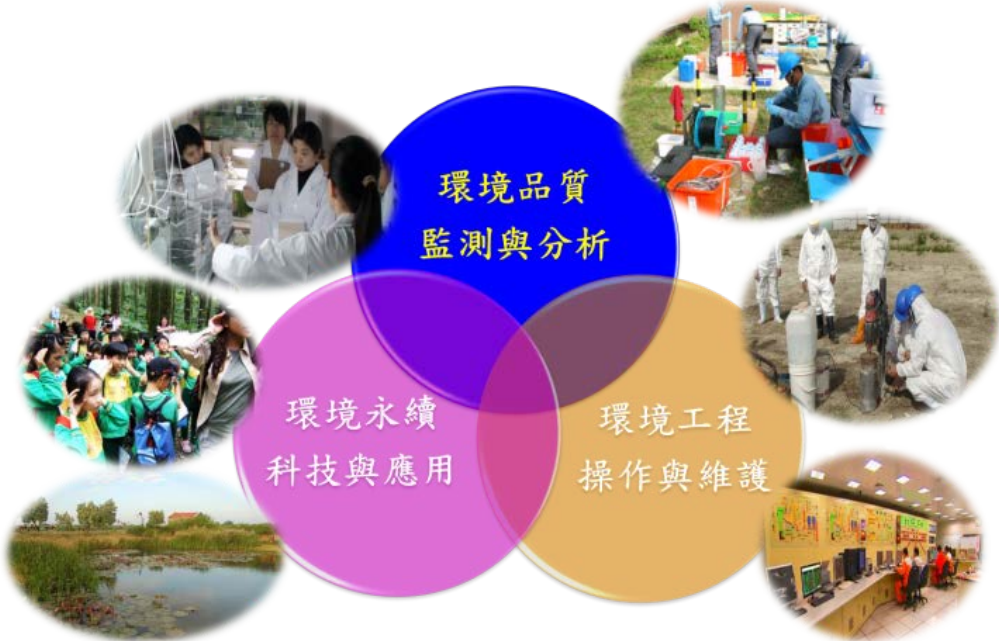 環境品質
監測與分析
環境永續
科技與應用
環境工程
操作與維護